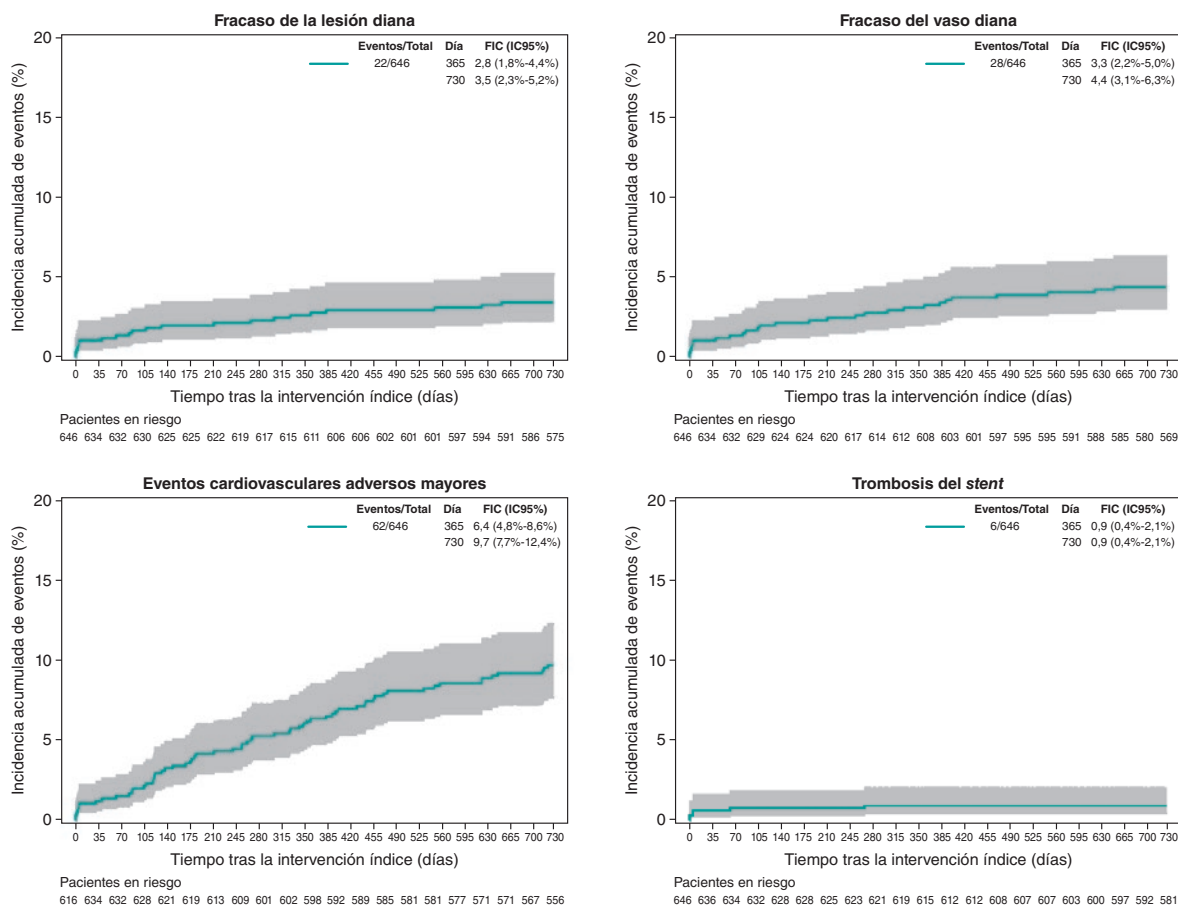 Fracaso de la lesión diana
Incidencia acumulada de eventos (%)
20
15
10
5
0
Eventos/Total Día FIC (IC95%)
22/646 365 2,8 (1,8%-4,4%)
730 3,5 (2,3%-5,2%)
0 35 70 105 140 175 210 245 280 315 350 385 420 455 490 525 560 595 630 665 700 730
Tiempo tras la intervención índice (días)
Pacientes en riesgo
646 634 632 630 625 625 622 619 617 615 611 606 606 602 601 601 597 594 591 586 575
Fracaso del vaso diana
Incidencia acumulada de eventos (%)
20
15
10
5
0
Eventos/Total Día FIC (IC95%)
28/646 365 3,3 (2,2%-5,0%)
730 4,4 (3,1%-6,3%)
0 35 70 105 140 175 210 245 280 315 350 385 420 455 490 525 560 595 630 665 700 730
Tiempo tras la intervención índice (días)
Pacientes en riesgo
646 634 632 629 624 624 620 617 614 612 608 603 601 597 595 595 591 588 585 580 569
Eventos cardiovasculares adversos mayores
Incidencia acumulada de eventos (%)
20
15
10
5
0
Eventos/Total Día FIC (IC95%)
62/646 365 6,4 (4,8%-8,6%)
730 9,7 (7,7%-12,4%)
0 35 70 105 140 175 210 245 280 315 350 385 420 455 490 525 560 595 630 665 700 730
Tiempo tras la intervención índice (días)
Pacientes en riesgo
616 634 632 628 621 619 613 609 601 598 592 589 585 581 581 577 571 571 567 556
Trombosis del stent
Incidencia acumulada de eventos (%)
20
15
10
5
0
Eventos/Total Día FIC (IC95%)
6/646 365 0,9 (0,4%-2,1%)
730 0,9 (0,4%-2,1%)
0 35 70 105 140 175 210 245 280 315 350 385 420 455 490 525 560 595 630 665 700 730
Tiempo tras la intervención índice (días)
Pacientes en riesgo
646 636 634 632 628 628 625 623 621 619 615 612 612 608 607 607 603 600 597 592 581